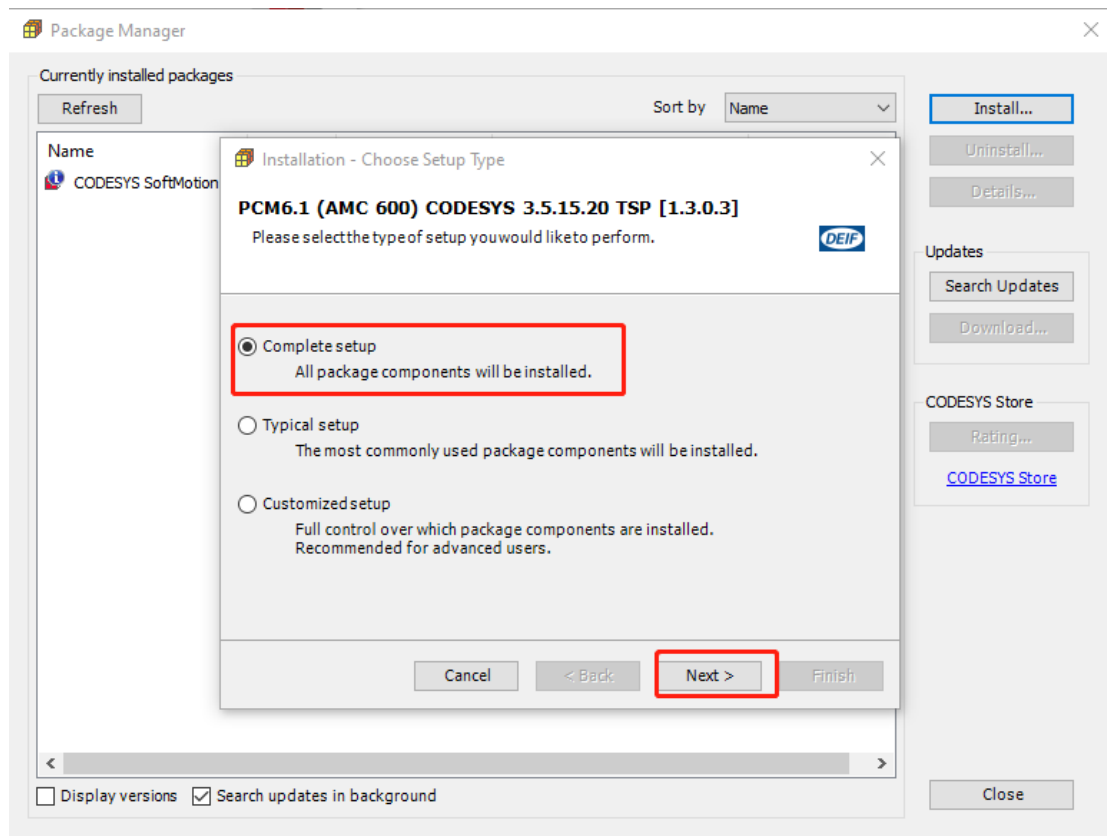 Package Manager
Currently installed packages
Refresh
Sort by
Name
Install...
Name
Uninstall...
CODESYS SoftMotion
Details...
Installation - Choose Setup Type
PCM6.1 (AMC 600) CODESYS 3.5.15.20 TSP [1.3.0.3]
Please select the type of setup you would like to perform.
DEIF
Updates
Search Updates
Download...
Complete setup
All package components will be installed.
CODESYS Store
Typical setup
Rating...
The most commonly used package components will be installed.
CODESYS Store
Customized setup
Full control over which package components are installed.
Recommended for advanced users.
Cancel
< Back
Next >
Finish
Display versions
Search updates in background
Close